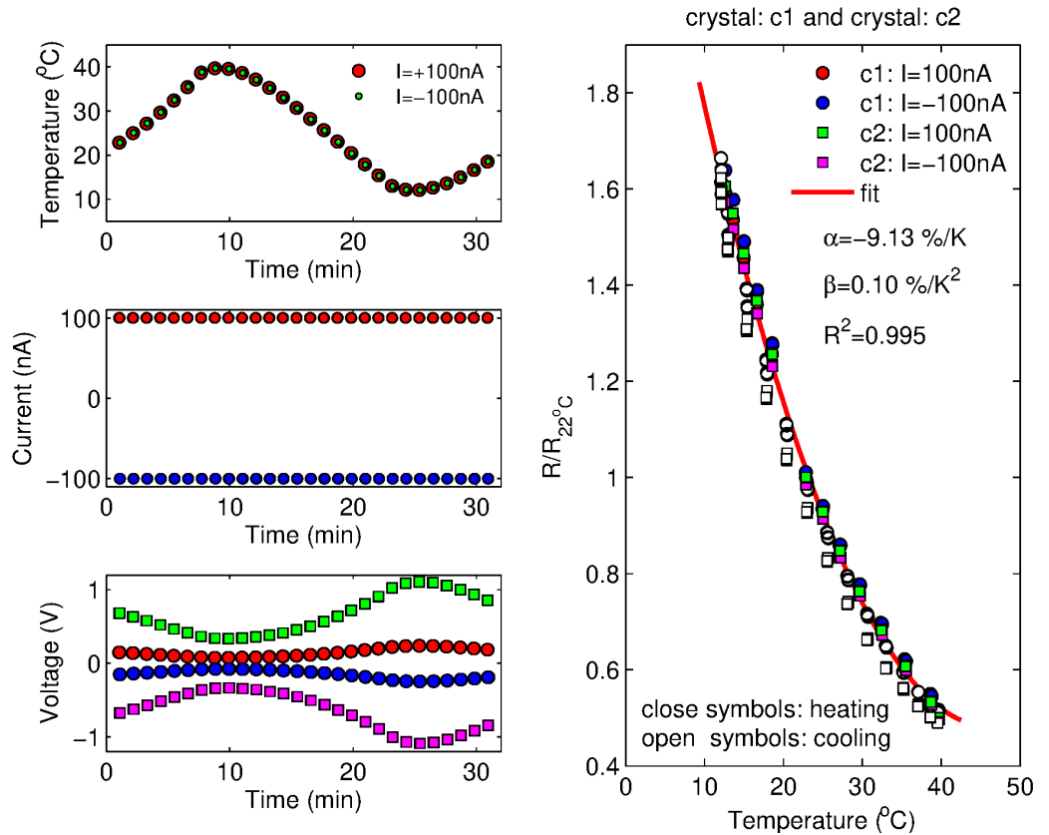 Temperature (°C)
40
30
20
10
I=+100nA
I=−100nA
0 10 20 30
Time (min)
Current (nA)
100
0
−100
0 10 20 30
Time (min)
Voltage (V)
1
0
−1
0 10 20 30
Time (min)
crystal: c1 and crystal: c2
R/R22°C
1.8
1.6
1.4
1.2
1
0.8
0.6
0.4
c1: I=100nA
c1: I=−100nA
c2: I=100nA
c2: I=−100nA
fit
α=−9.13 %/K
β=0.10 %/K²
R²=0.995
close symbols: heating
open symbols: cooling
0 10 20 30 40 50
Temperature (°C)